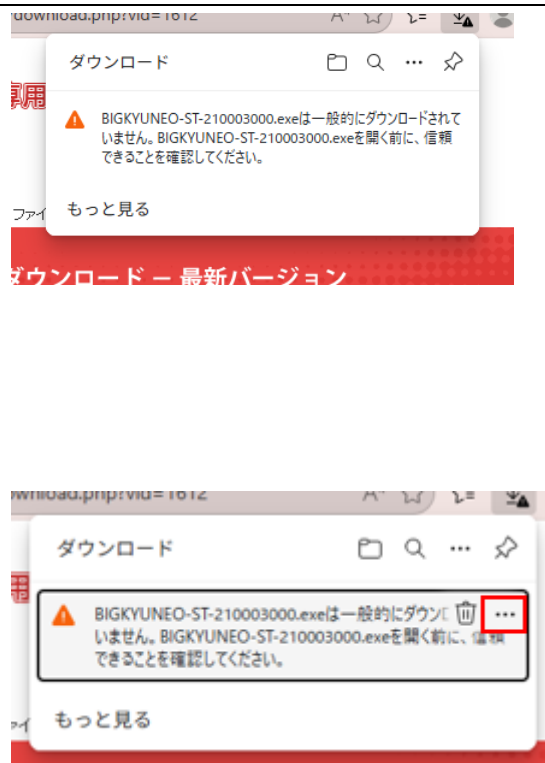 download.php?vid=1612
ダウンロード
専用
BIGKYUNEO-ST-210003000.exeは一般的にダウンロードされて
いません。BIGKYUNEO-ST-210003000.exeを開く前に、信頼
できることを確認してください。
もっと見る
ファイ
ダウンロード – 最新バージョン
wnload.php?vid=1612
ダウンロード
BIGKYUNEO-ST-210003000.exeは一般的にダウン
いません。BIGKYUNEO-ST-210003000.exeを開く前に、信頼
できることを確認してください。
もっと見る